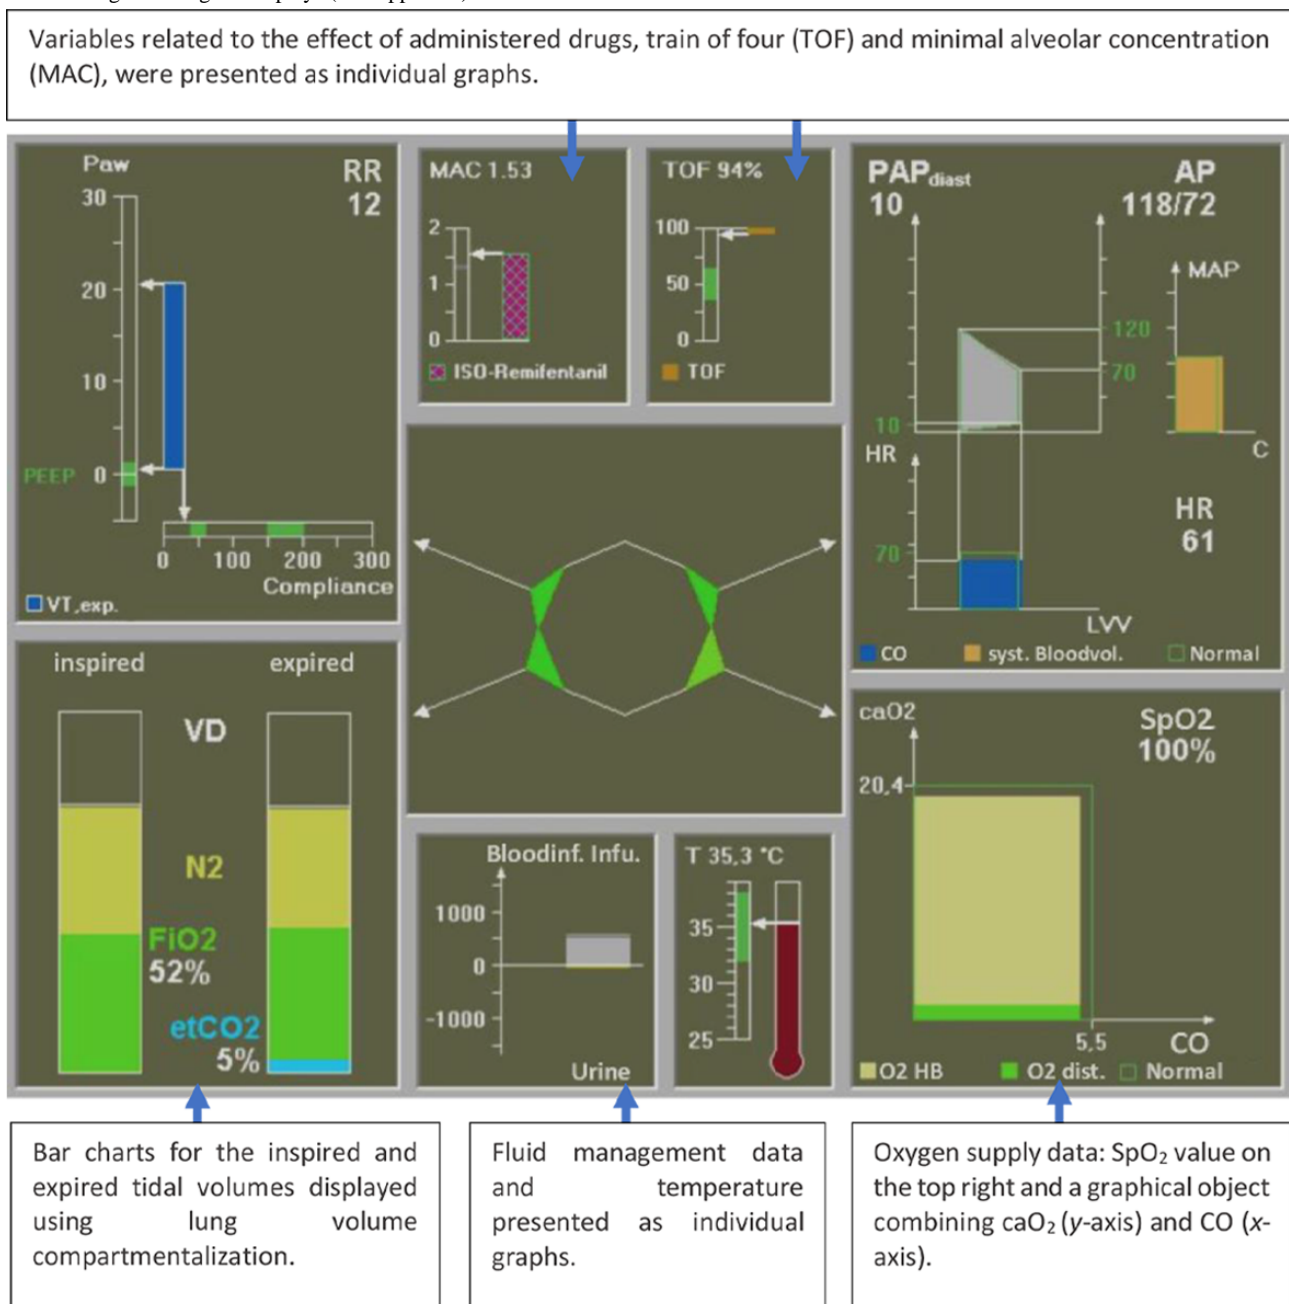 Variables related to the effect of administered drugs, train of four (TOF) and minimal alveolar concentration
(MAC), were presented as individual graphs.
Paw
RR
12
30
20
10
PEEP 0
0 100 200 300
Compliance
VT,exp.
MAC 1.53
2
1
0
ISO-Remifentanil
TOF 94%
100
50
0
TOF
PAPdiast
10
AP
118/72
MAP
120
70
10
C
HR
HR
61
70
LVV
CO syst. Bloodvol. Normal
inspired expired
VD
N2
FiO2
52%
etCO2
5%
Bloodinf. Infu.
1000
0
-1000
Urine
T 35,3 °C
35
30
25
caO2
SpO2
100%
20,4
5,5 CO
O2 HB O2 dist. Normal
Bar charts for the inspired and
expired tidal volumes displayed
using lung volume
compartmentalization.
Fluid management data
and temperature
presented as individual
graphs.
Oxygen supply data: SpO₂ value on
the top right and a graphical object
combining caO₂ (y-axis) and CO (x-
axis).